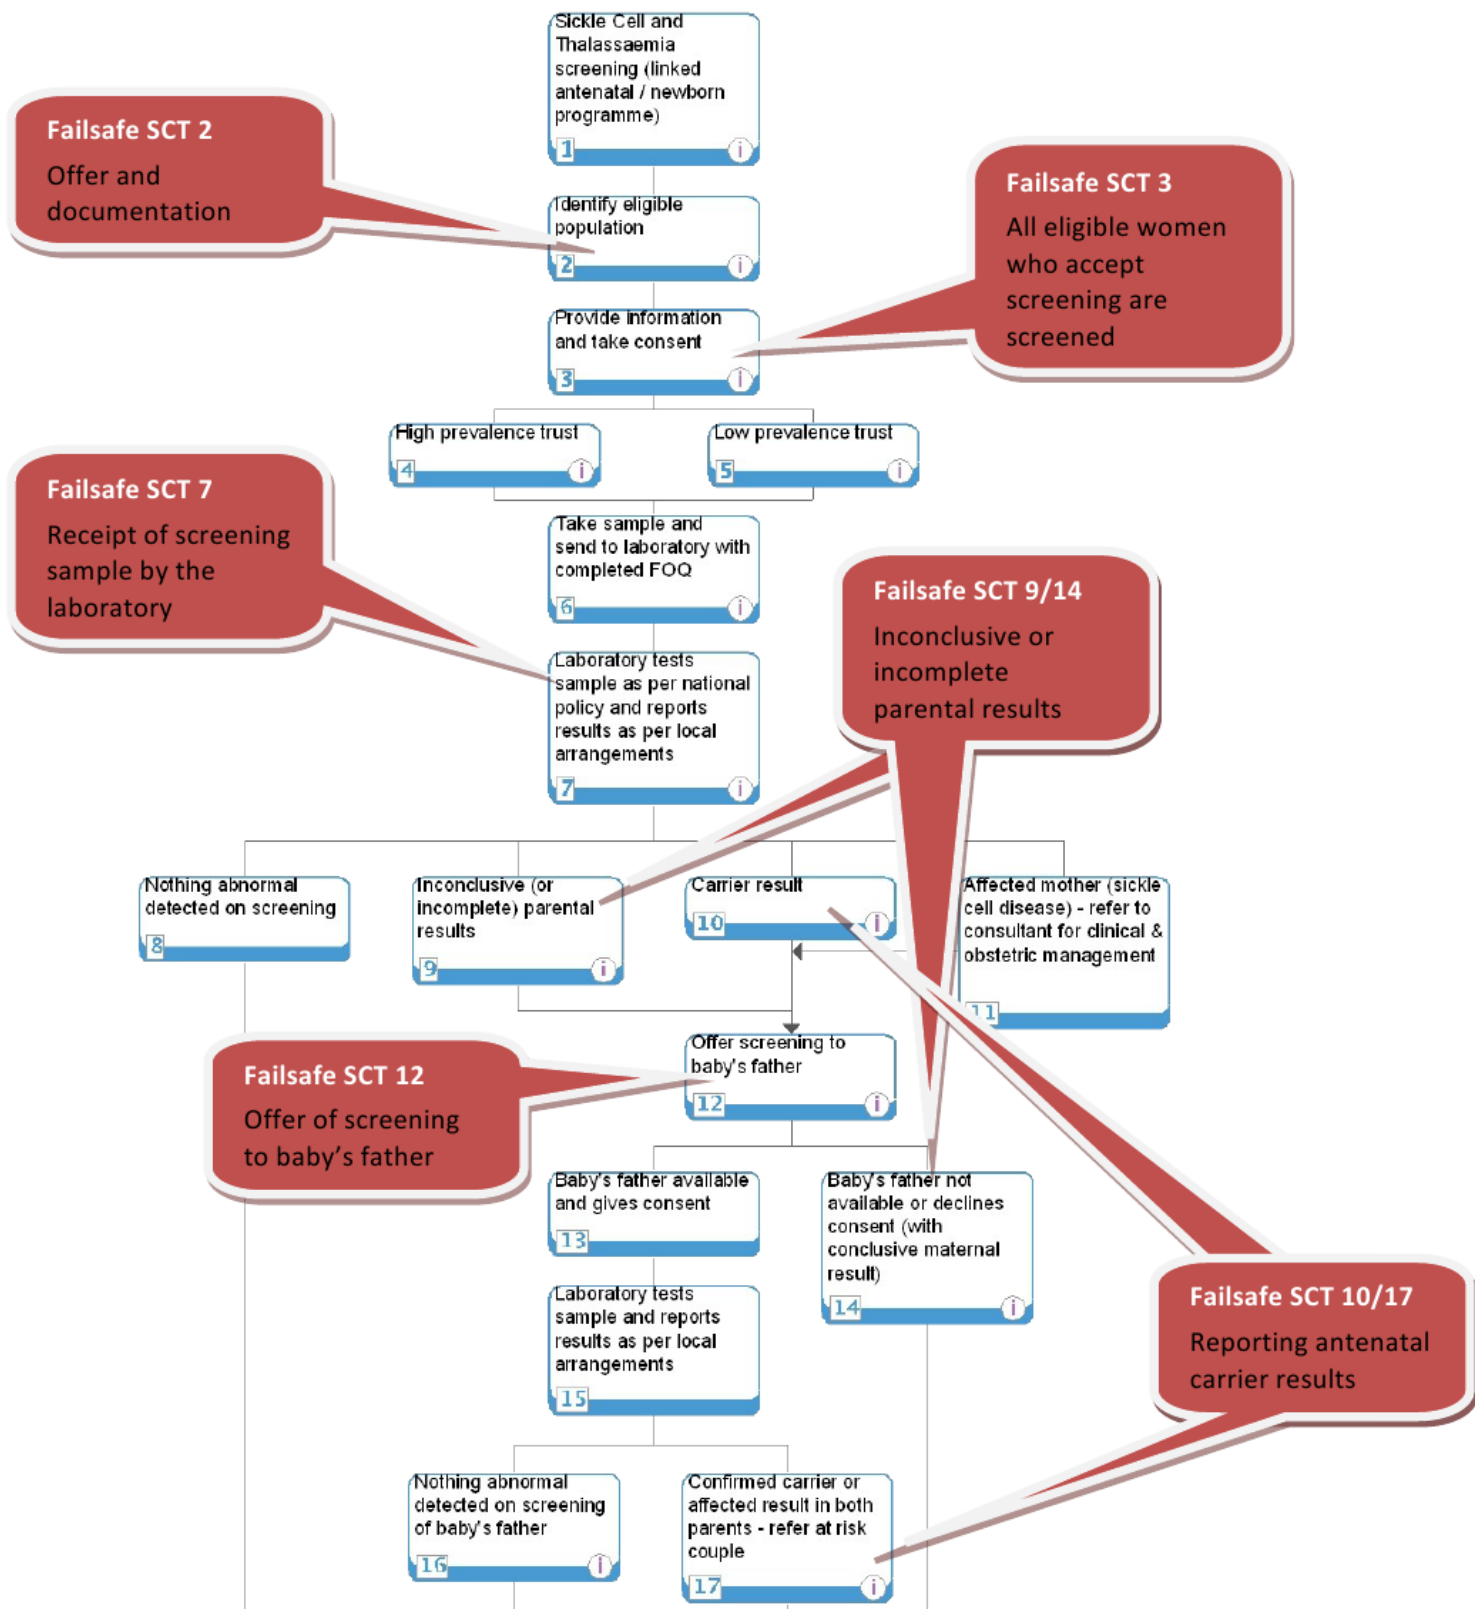 Sickle Cell and
Thalassaemia
screening (linked
antenatal / newborn
programme)
1
i
Failsafe SCT 2
Offer and
documentation
Identify eligible
population
2
i
Failsafe SCT 3
All eligible women
who accept
screening are
screened
Provide information
and take consent
3
i
High prevalence trust
4
i
Low prevalence trust
5
i
Failsafe SCT 7
Receipt of screening
sample by the
laboratory
Take sample and
send to laboratory with
completed FOQ
6
i
Failsafe SCT 9/14
Inconclusive or
incomplete
parental results
Laboratory tests
sample as per national
policy and reports
results as per local
arrangements
7
i
Nothing abnormal
detected on screening
8
Inconclusive (or
incomplete) parental
results
9
i
Carrier result
10
i
Affected mother (sickle
cell disease) - refer to
consultant for clinical &
obstetric management
11
Failsafe SCT 12
Offer of screening
to baby’s father
Offer screening to
baby's father
12
i
Baby's father available
and gives consent
13
Baby's father not
available or declines
consent (with
conclusive maternal
result)
14
i
Laboratory tests
sample and reports
results as per local
arrangements
15
Failsafe SCT 10/17
Reporting antenatal
carrier results
Nothing abnormal
detected on screening
of baby's father
16
i
Confirmed carrier or
affected result in both
parents - refer at risk
couple
17
i